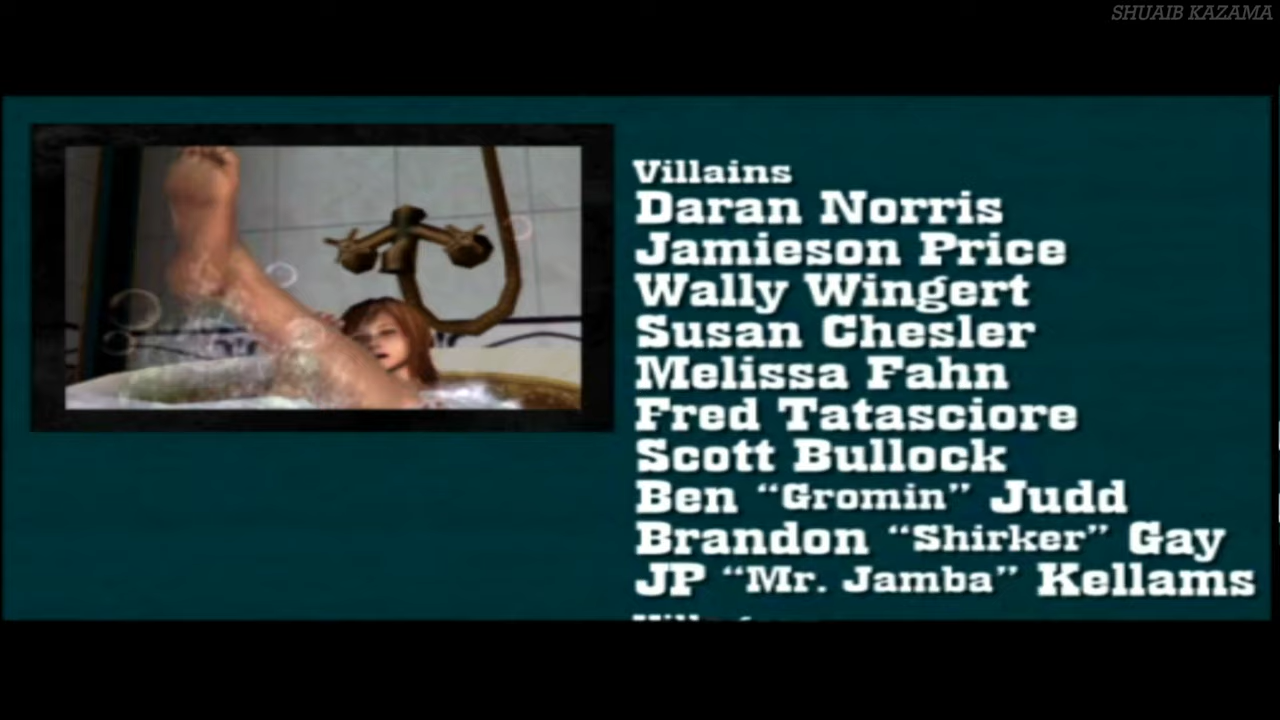 SHUAIB KAZAMA
Villains
Daran Norris
Jamieson Price
Wally Wingert
Susan Chesler
Melissa Fahn
Fred Tatasciore
Scott Bullock
Ben “Gromin” Judd
Brandon “Shirker” Gay
JP “Mr. Jamba” Kellams